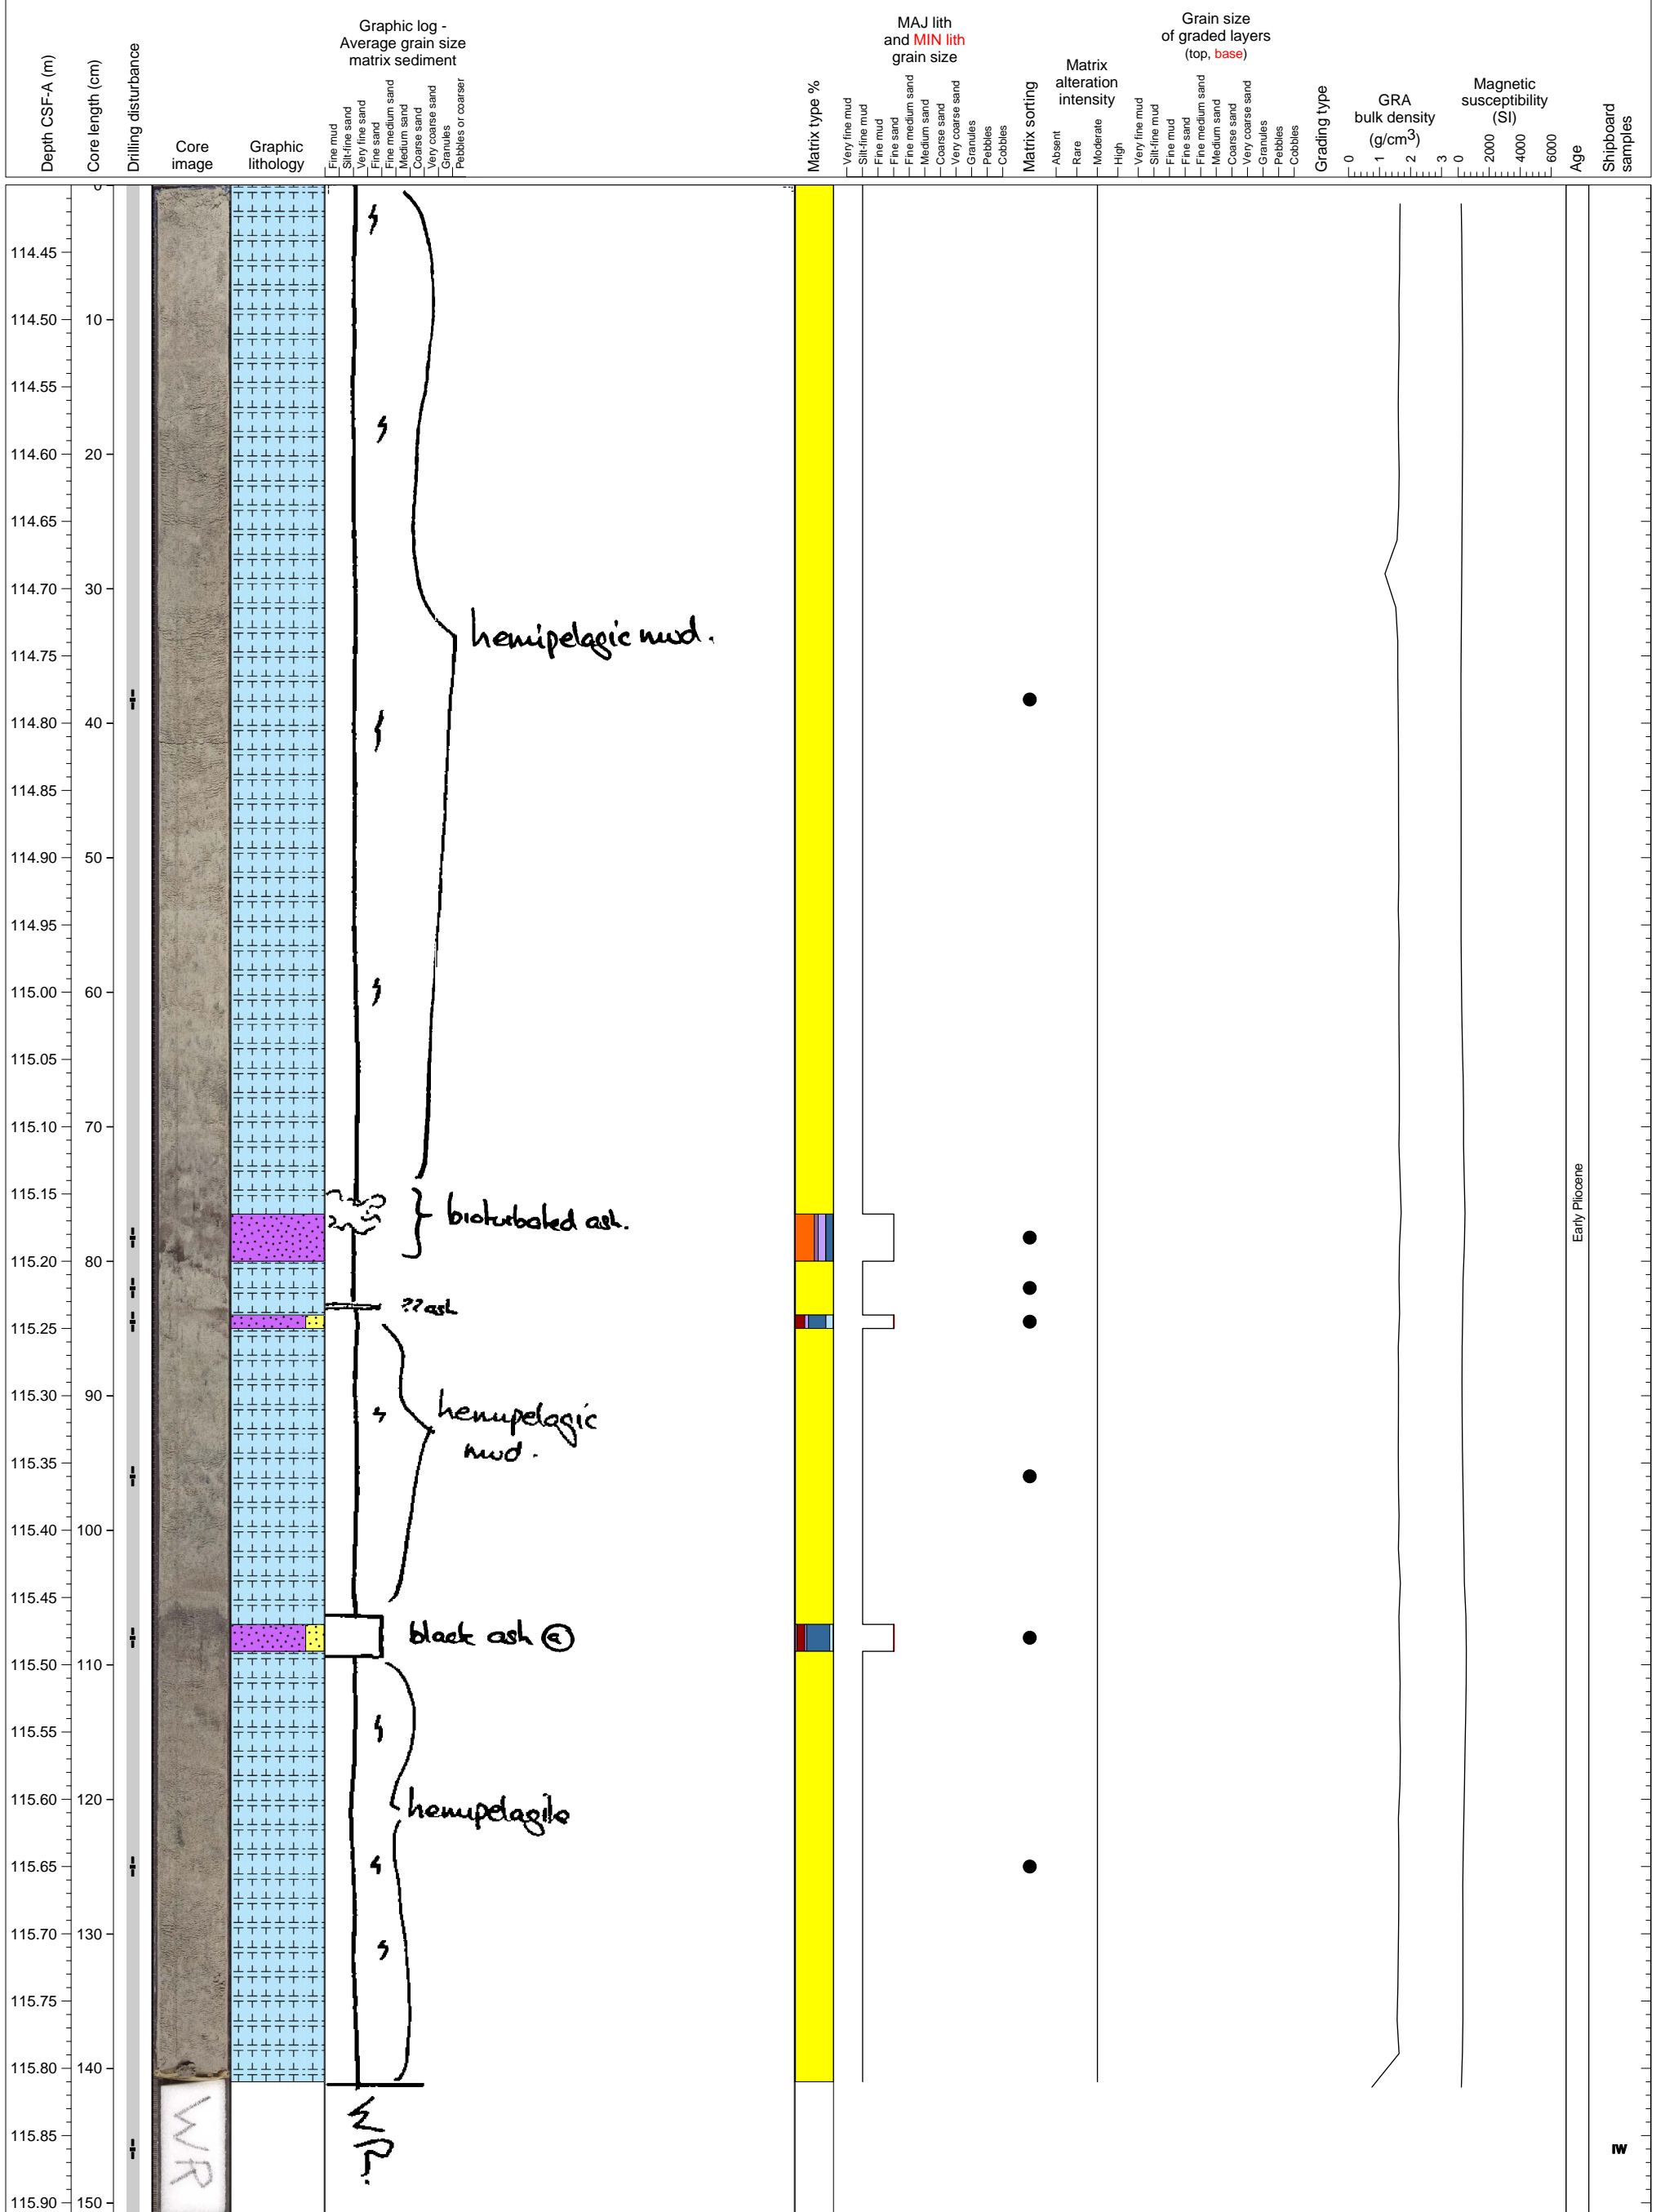 Depth CSF-A (m)
Core length (cm)
Drilling disturbance
Core
image
Graphic
lithology
Graphic log -
Average grain size
matrix sediment
Fine mud
Silt-fine sand
Very fine sand
Fine sand
Fine medium sand
Medium sand
Coarse sand
Very coarse sand
Granules
Pebbles or coarser
Matrix type %
MAJ lith
and MIN lith
grain size
Very fine mud
Silt-fine mud
Fine mud
Fine sand
Fine medium sand
Medium sand
Coarse sand
Very coarse sand
Granules
Pebbles
Cobbles
Matrix sorting
Matrix
alteration
intensity
Absent
Rare
Moderate
High
Grain size
of graded layers
(top, base)
Very fine mud
Silt-fine mud
Fine mud
Fine sand
Fine medium sand
Medium sand
Coarse sand
Very coarse sand
Granules
Pebbles
Cobbles
Grading type
GRA
bulk density
(g/cm3)
0 1 2 3
Magnetic
susceptibility
(SI)
0 2000 4000 6000
Age
Shipboard
samples
0
114.45
114.50 10
114.55
114.60 20
114.65
114.70 30
hemipelagic mud.
114.75
114.80 40
114.85
114.90 50
114.95
115.00 60
115.05
115.10 70
115.15
bioturbated ash.
Early Pliocene
115.20 80
?? ash
115.25
115.30 90
hemipelagic
mud.
115.35
115.40 100
115.45
black ash @
115.50 110
115.55
115.60 120
hemipelagite
115.65
115.70 130
115.75
115.80 140
WR
WR
115.85
IW
115.90 150